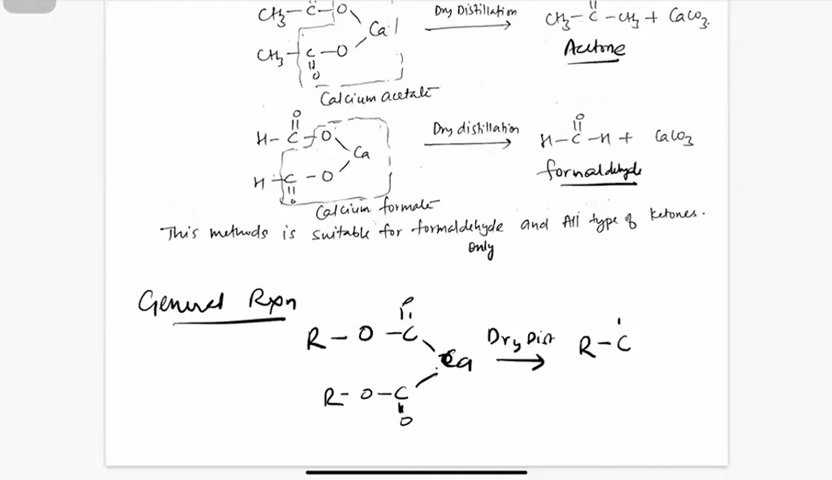 CH3-C-O
Dry Distillation
CH3-C-CH3 + CaCO3
Ca
CH3-C-O
O
Acetone
Calcium acetate
O
H-C-O
Dry distillation
O
H-C-H + CaCO3
Ca
H-C-O
O
formaldehyde
Calcium formate
This methods is suitable for formaldehyde and All type of ketones.
only
General Rxn
O
R-O-C
Ca
Dry Dist
R-C
R-O-C
O